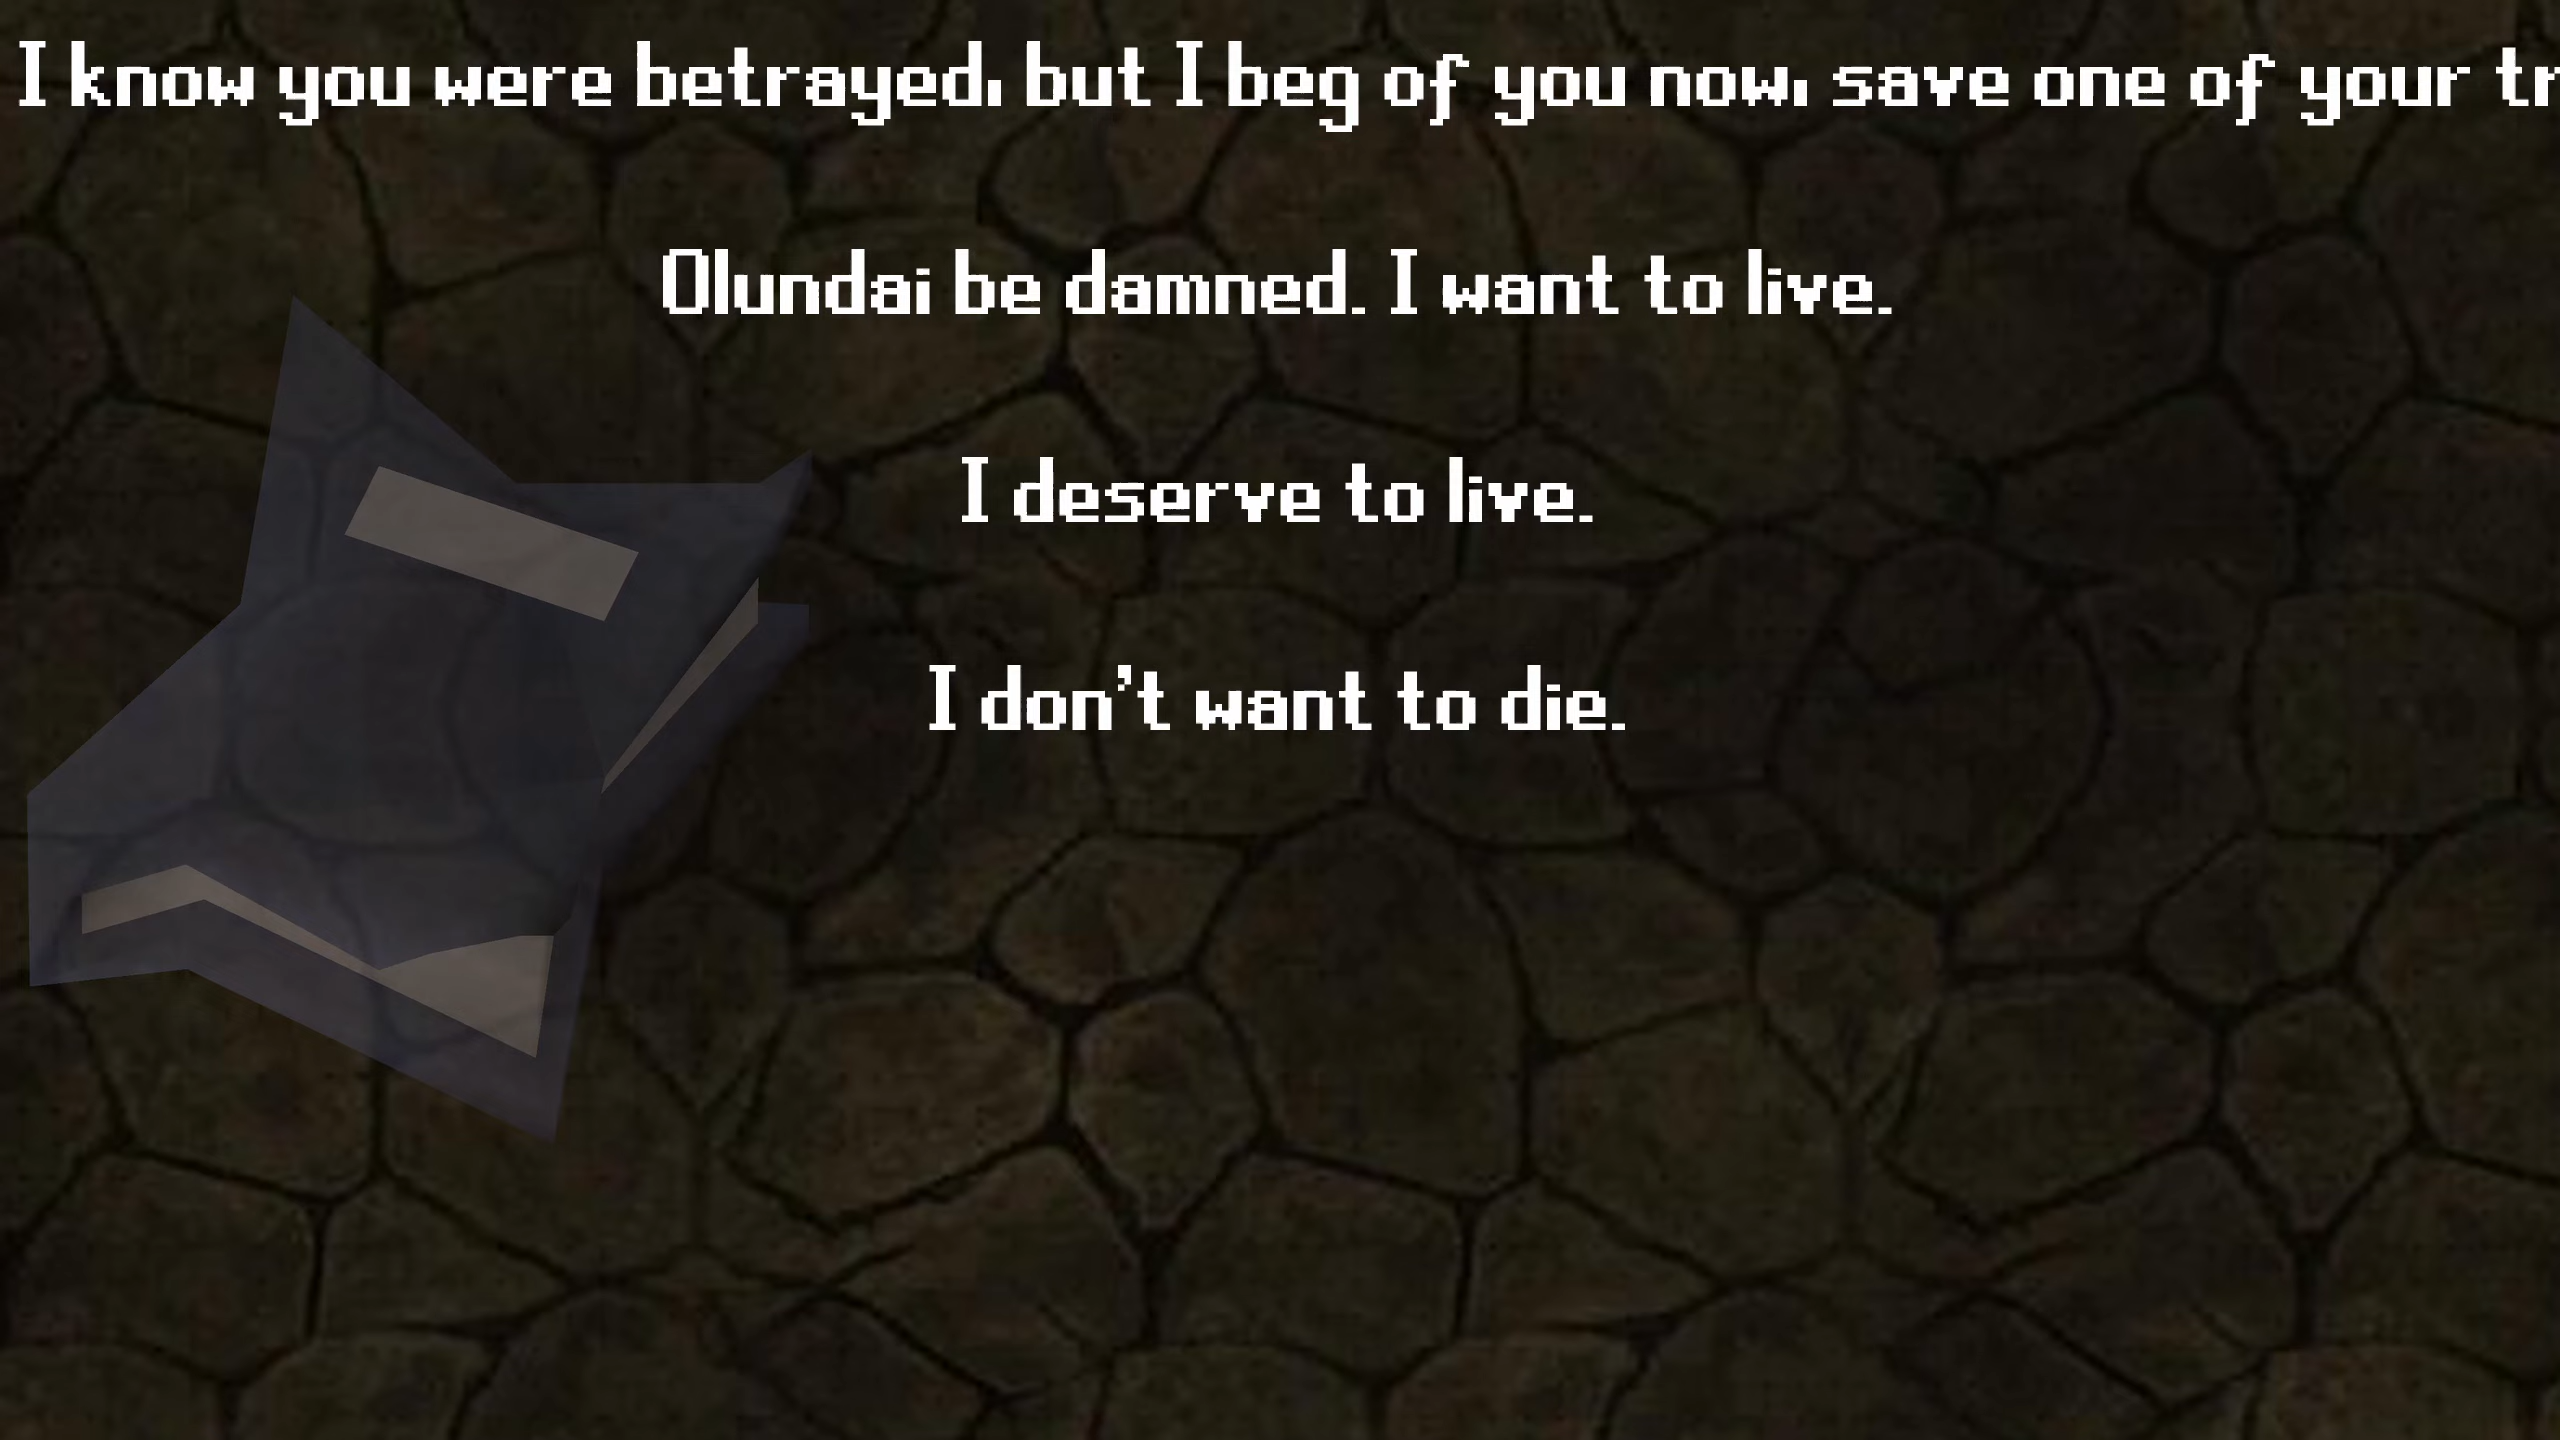 I know you were betrayed, but I beg of you now, save one of your
Olundai be damned. I want to live.
I deserve to live.
I don't want to die.